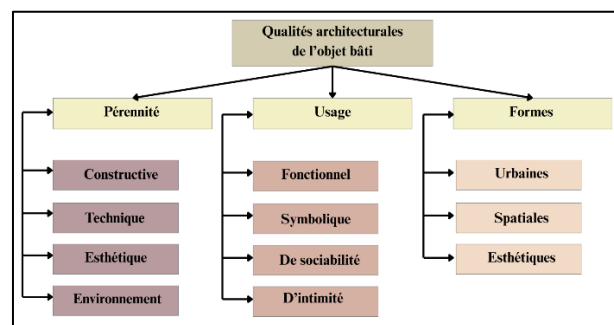 Qualités architecturales
de l'objet bâti
Pérennité
Usage
Formes
Constructive
Technique
Esthétique
Environnement
Fonctionnel
Symbolique
De sociabilité
D'intimité
Urbaines
Spatiales
Esthétiques